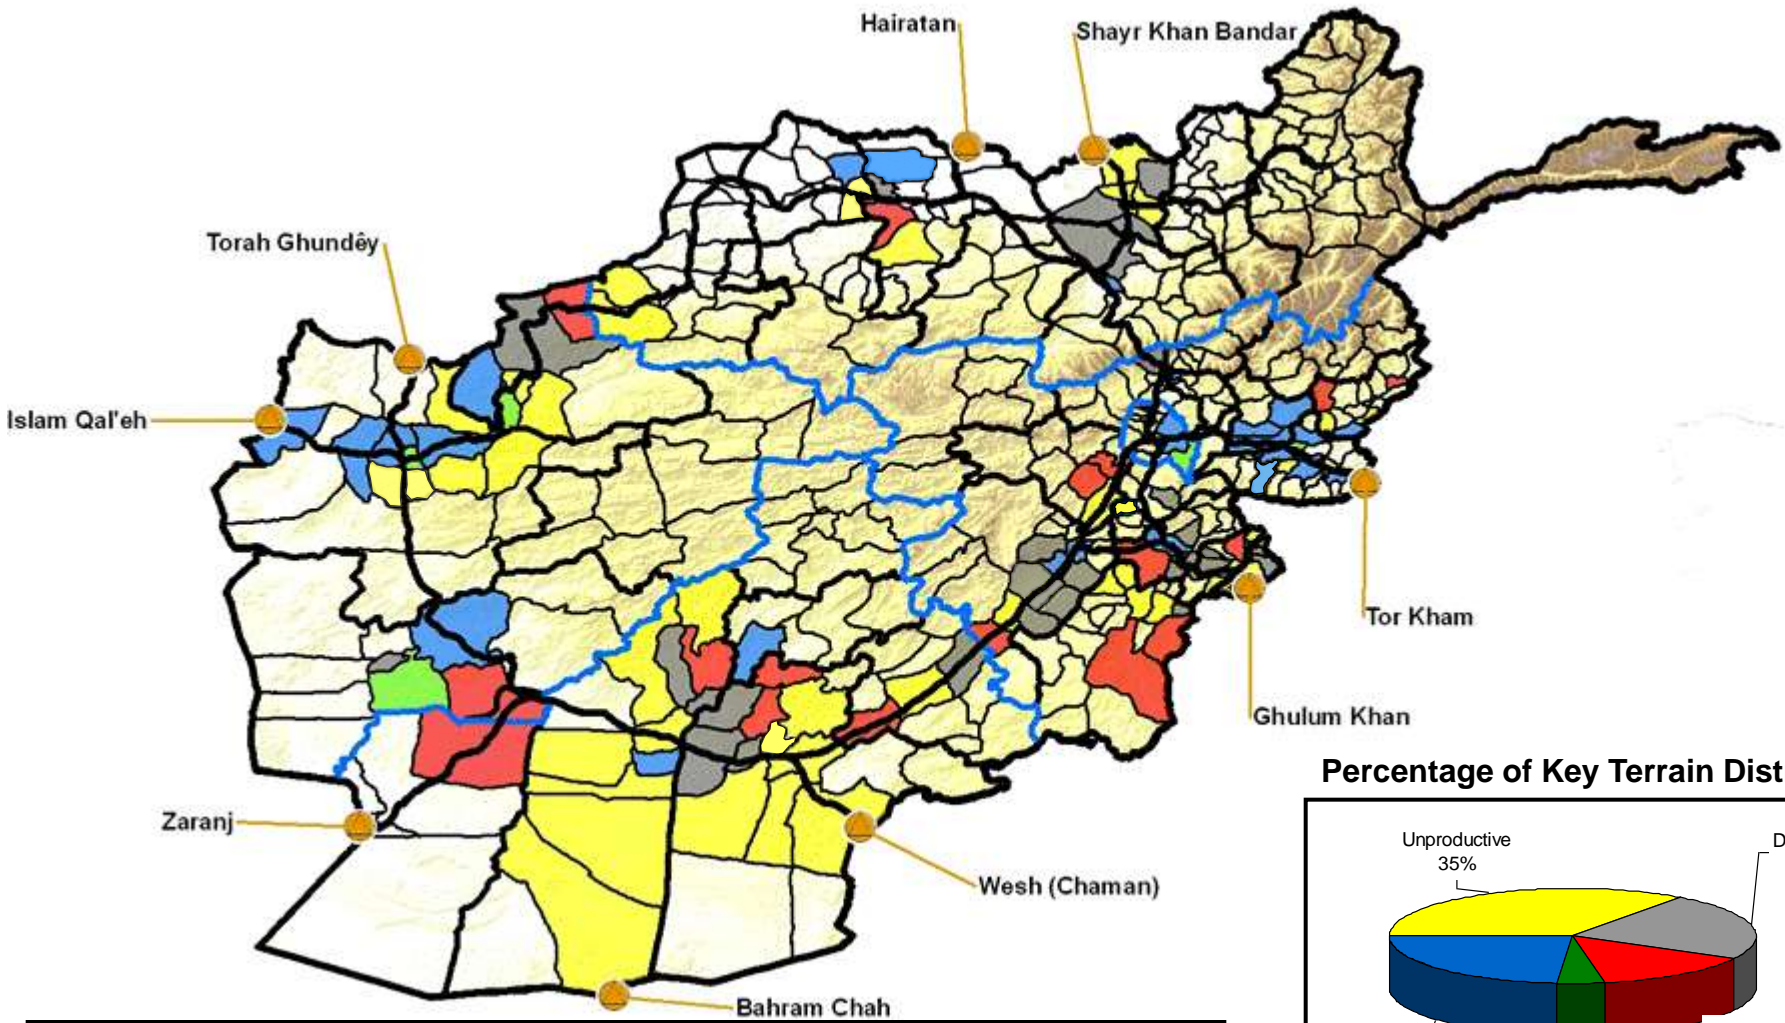 Hairatan
Shayr Khan Bandar
Torah Ghundêy
Islam Qal'eh
Tor Kham
Ghulum Khan
Zaranj
Wesh (Chaman)
Bahram Chah
Percentage of Key Terrain Dist
Unproductive
35%
D